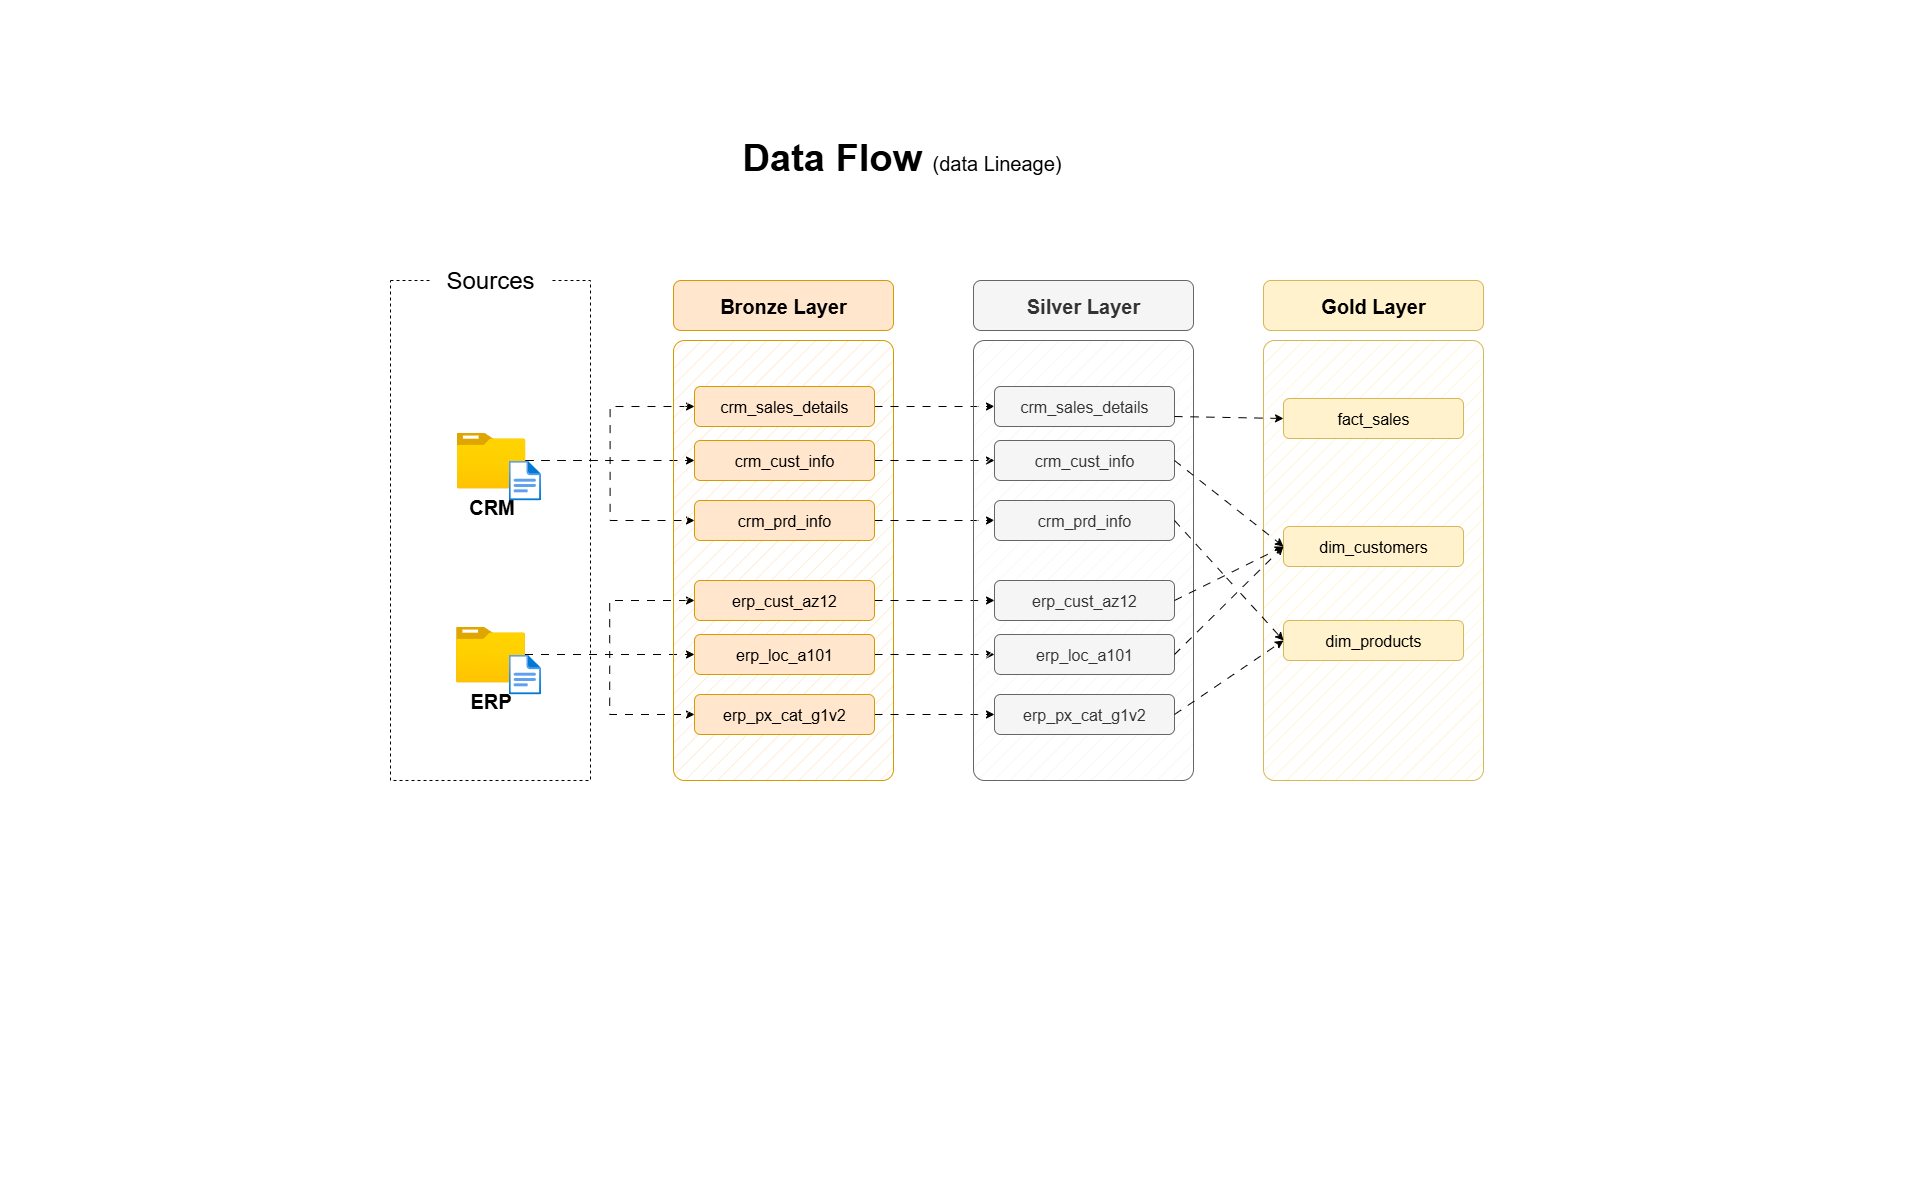 Data Flow (data Lineage)
Sources
Bronze Layer
Silver Layer
Gold Layer
crm_sales_details
crm_sales_details
fact_sales
crm_cust_info
crm_cust_info
CRM
crm_prd_info
crm_prd_info
dim_customers
erp_cust_az12
erp_cust_az12
dim_products
erp_loc_a101
erp_loc_a101
ERP
erp_px_cat_g1v2
erp_px_cat_g1v2